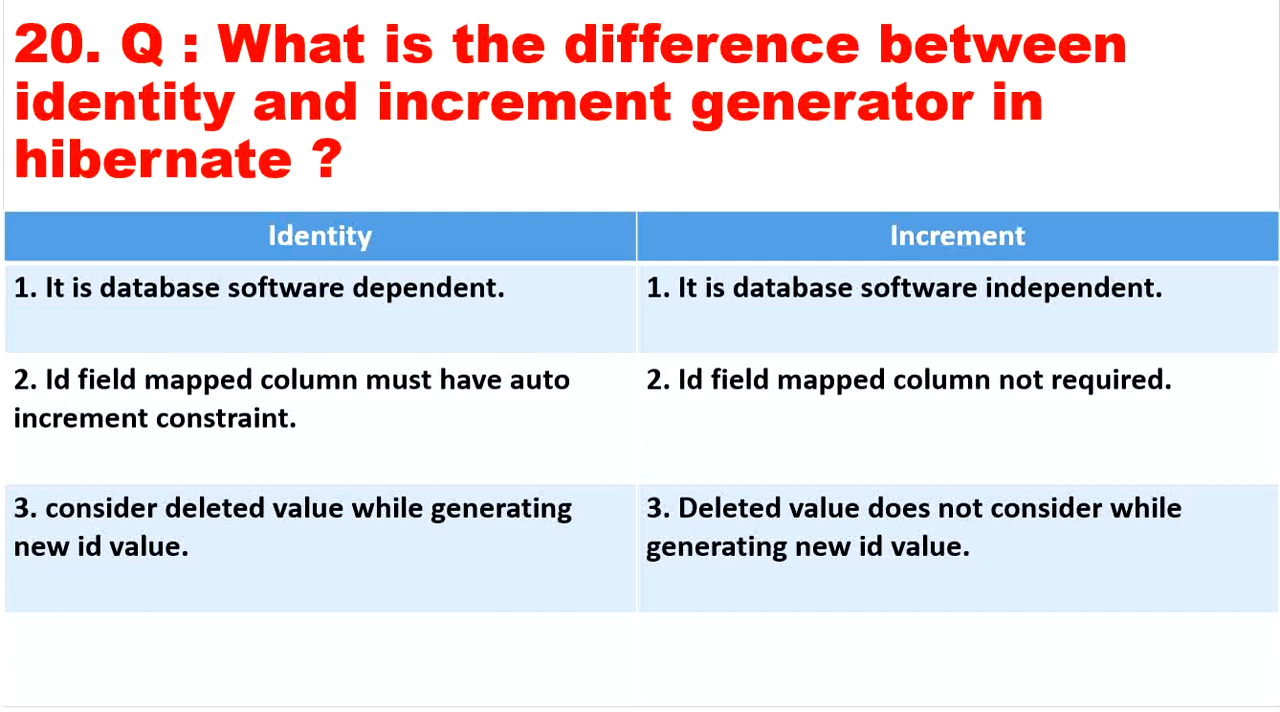 20. Q : What is the difference between
identity and increment generator in
hibernate ?
Identity
Increment
1. It is database software dependent.
1. It is database software independent.
2. Id field mapped column must have auto
increment constraint.
2. Id field mapped column not required.
3. consider deleted value while generating
new id value.
3. Deleted value does not consider while
generating new id value.